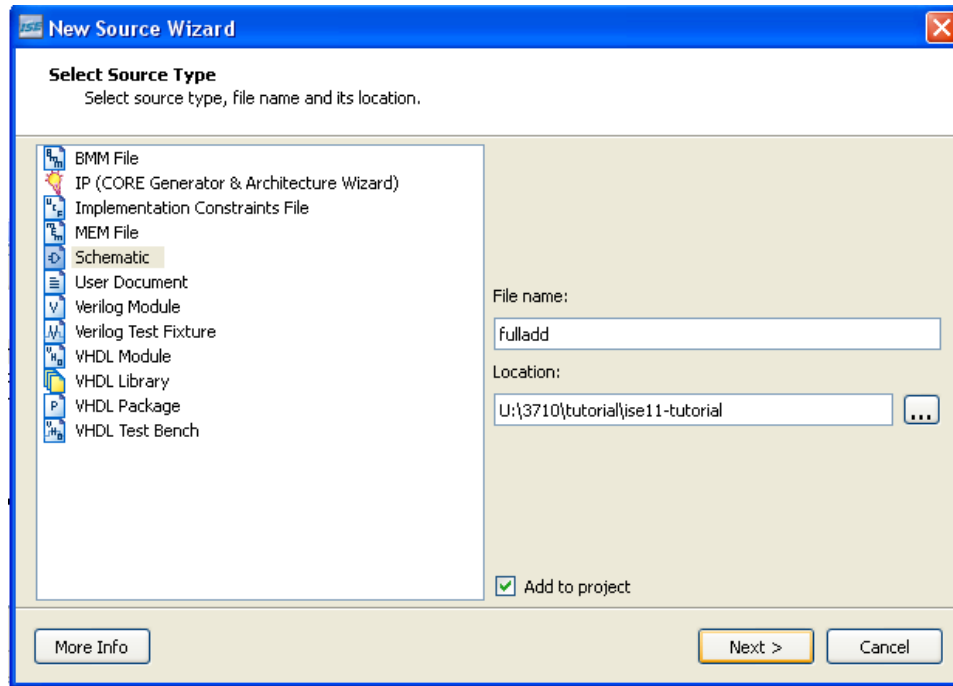 ISE New Source Wizard
Select Source Type
Select source type, file name and its location.
BMM File
IP (CORE Generator & Architecture Wizard)
Implementation Constraints File
MEM File
Schematic
User Document
Verilog Module
Verilog Test Fixture
VHDL Module
VHDL Library
VHDL Package
VHDL Test Bench
File name:
fulladd
Location:
U:\3710\tutorial\ise11-tutorial
...
Add to project
More Info
Next >
Cancel